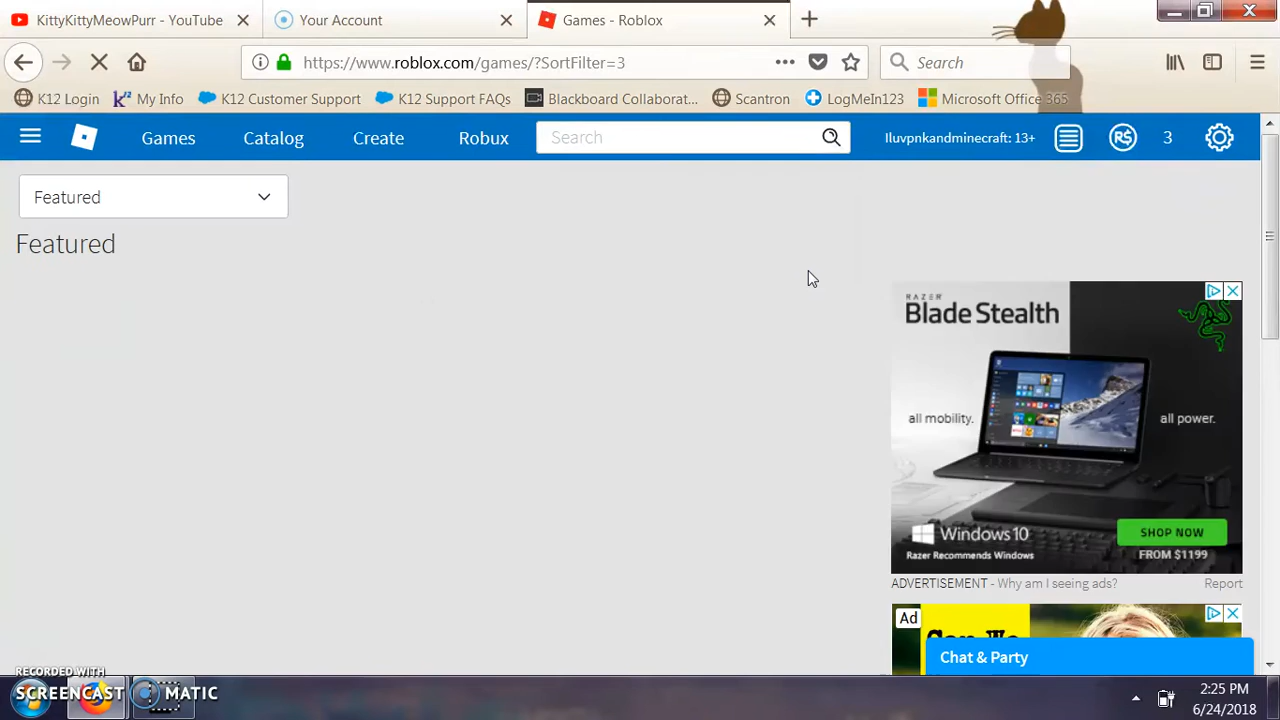 KittyKittyMeowPurr - YouTube
Your Account
Games - Roblox
https://www.roblox.com/games/?SortFilter=3
Search
K12 Login
My Info
K12 Customer Support
K12 Support FAQs
Blackboard Collaborat...
Scantron
LogMeIn123
Microsoft Office 365
Games
Catalog
Create
Robux
Search
Iluvpnkandminecraft: 13+
R$
3
Featured
Featured
RAZER
Blade Stealth
all mobility.
all power.
Windows 10
Razer Recommends Windows
SHOP NOW
FROM $1199
ADVERTISEMENT - Why am I seeing ads?
Report
Ad
Can We
Chat & Party
RECORDED WITH
SCREENCAST MATIC
2:25 PM
6/24/2018